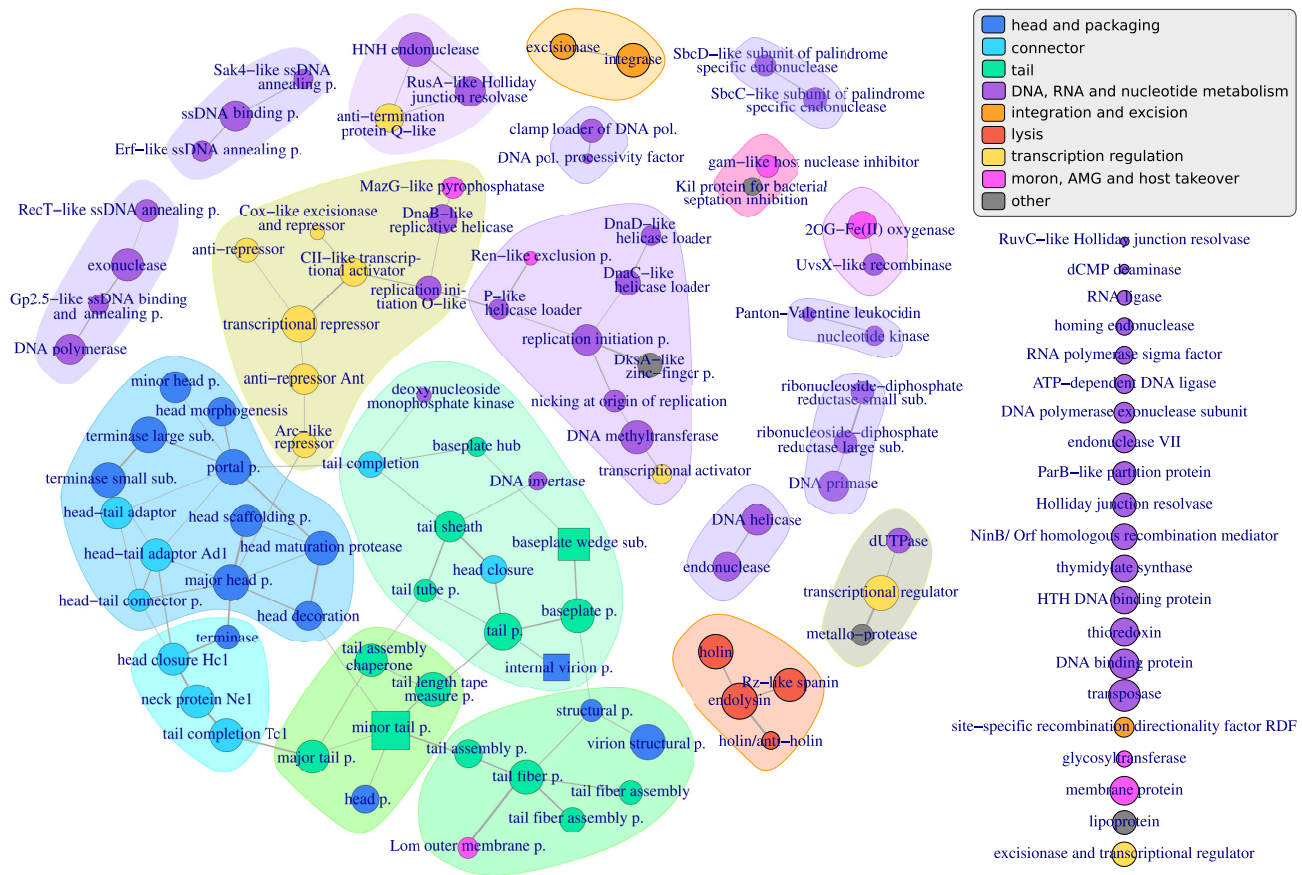 head and packaging
connector
tail
DNA, RNA and nucleotide metabolism
integration and excision
lysis
transcription regulation
moron, AMG and host takeover
other
HNH endonuclease
RusA−like Holliday
junction resolvase
anti−termination
protein Q−like
excisionase
integrase
SbcD−like subunit of palindrome
specific endonuclease
SbcC−like subunit of palindrome
specific endonuclease
Sak4−like ssDNA
annealing p.
ssDNA binding p.
Erf−like ssDNA annealing p.
clamp loader of DNA pol.
DNA pol. processivity factor
gam−like host nuclease inhibitor
Kil protein for bacterial
septation inhibition
RecT−like ssDNA annealing p.
exonuclease
Gp2.5−like ssDNA binding
and annealing p.
DNA polymerase
MazG−like pyrophosphatase
Cox−like excisionase
and repressor
DnaB−like
replicative helicase
anti−repressor
CII−like transcrip−
tional activator
replication ini−
tiation O−like
transcriptional repressor
anti−repressor Ant
Arc−like
repressor
DnaD−like
helicase loader
Ren−like exclusion p.
DnaC−like
helicase loader
P−like
helicase loader
replication initiation p.
DksA−like
zinc−finger p.
nicking at origin of replication
DNA methyltransferase
transcriptional activator
2OG−Fe(II) oxygenase
UvsX−like recombinase
Panton−Valentine leukocidin
nucleotide kinase
ribonucleoside−diphosphate
reductase small sub.
ribonucleoside−diphosphate
reductase large sub.
DNA primase
minor head p.
head morphogenesis
terminase large sub.
portal p.
terminase small sub.
head−tail adaptor
head scaffolding p.
head−tail adaptor Ad1
head maturation protease
major head p.
head−tail connector p.
head decoration
terminase
head closure Hc1
neck protein Ne1
tail completion Tc1
deoxynucleoside
monophosphate kinase
baseplate hub
tail completion
DNA invertase
tail sheath
baseplate wedge sub.
head closure
tail tube p.
baseplate p.
tail p.
internal virion p.
tail assembly
chaperone
tail length tape
measure p.
minor tail p.
major tail p.
head p.
structural p.
virion structural p.
tail assembly p.
tail fiber p.
tail fiber assembly
tail fiber assembly p.
Lom outer membrane p.
DNA helicase
endonuclease
dUTPase
transcriptional regulator
metallo−protease
holin
Rz−like spanin
endolysin
holin/anti−holin
RuvC−like Holliday junction resolvase
dCMP deaminase
RNA ligase
homing endonuclease
RNA polymerase sigma factor
ATP−dependent DNA ligase
DNA polymerase exonuclease subunit
endonuclease VII
ParB−like partition protein
Holliday junction resolvase
NinB/ Orf homologous recombination mediator
thymidylate synthase
HTH DNA binding protein
thioredoxin
DNA binding protein
transposase
site−specific recombination directionality factor RDF
glycosyltransferase
membrane protein
lipoprotein
excisionase and transcriptional regulator